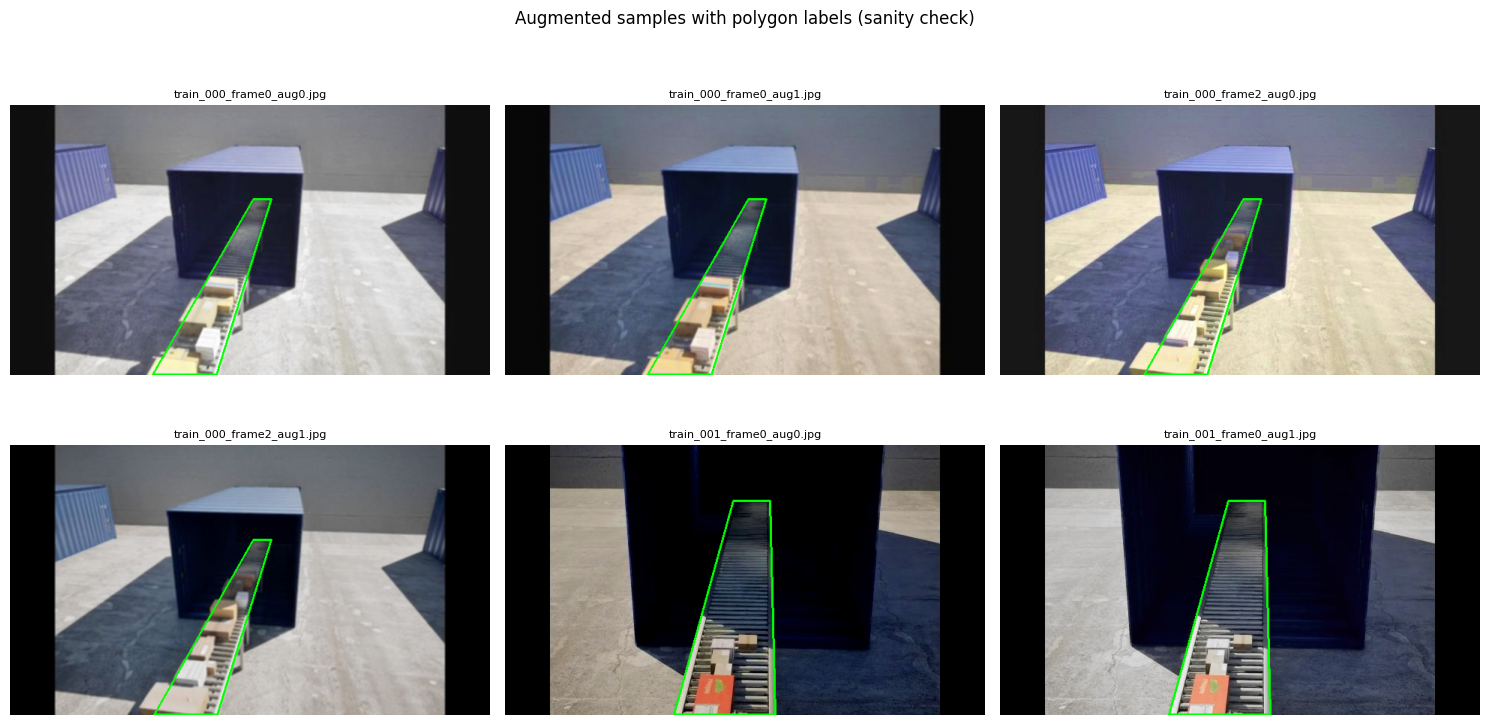 Augmented samples with polygon labels (sanity check)
train_000_frame0_aug0.jpg
train_000_frame0_aug1.jpg
train_000_frame2_aug0.jpg
train_000_frame2_aug1.jpg
train_001_frame0_aug0.jpg
train_001_frame0_aug1.jpg